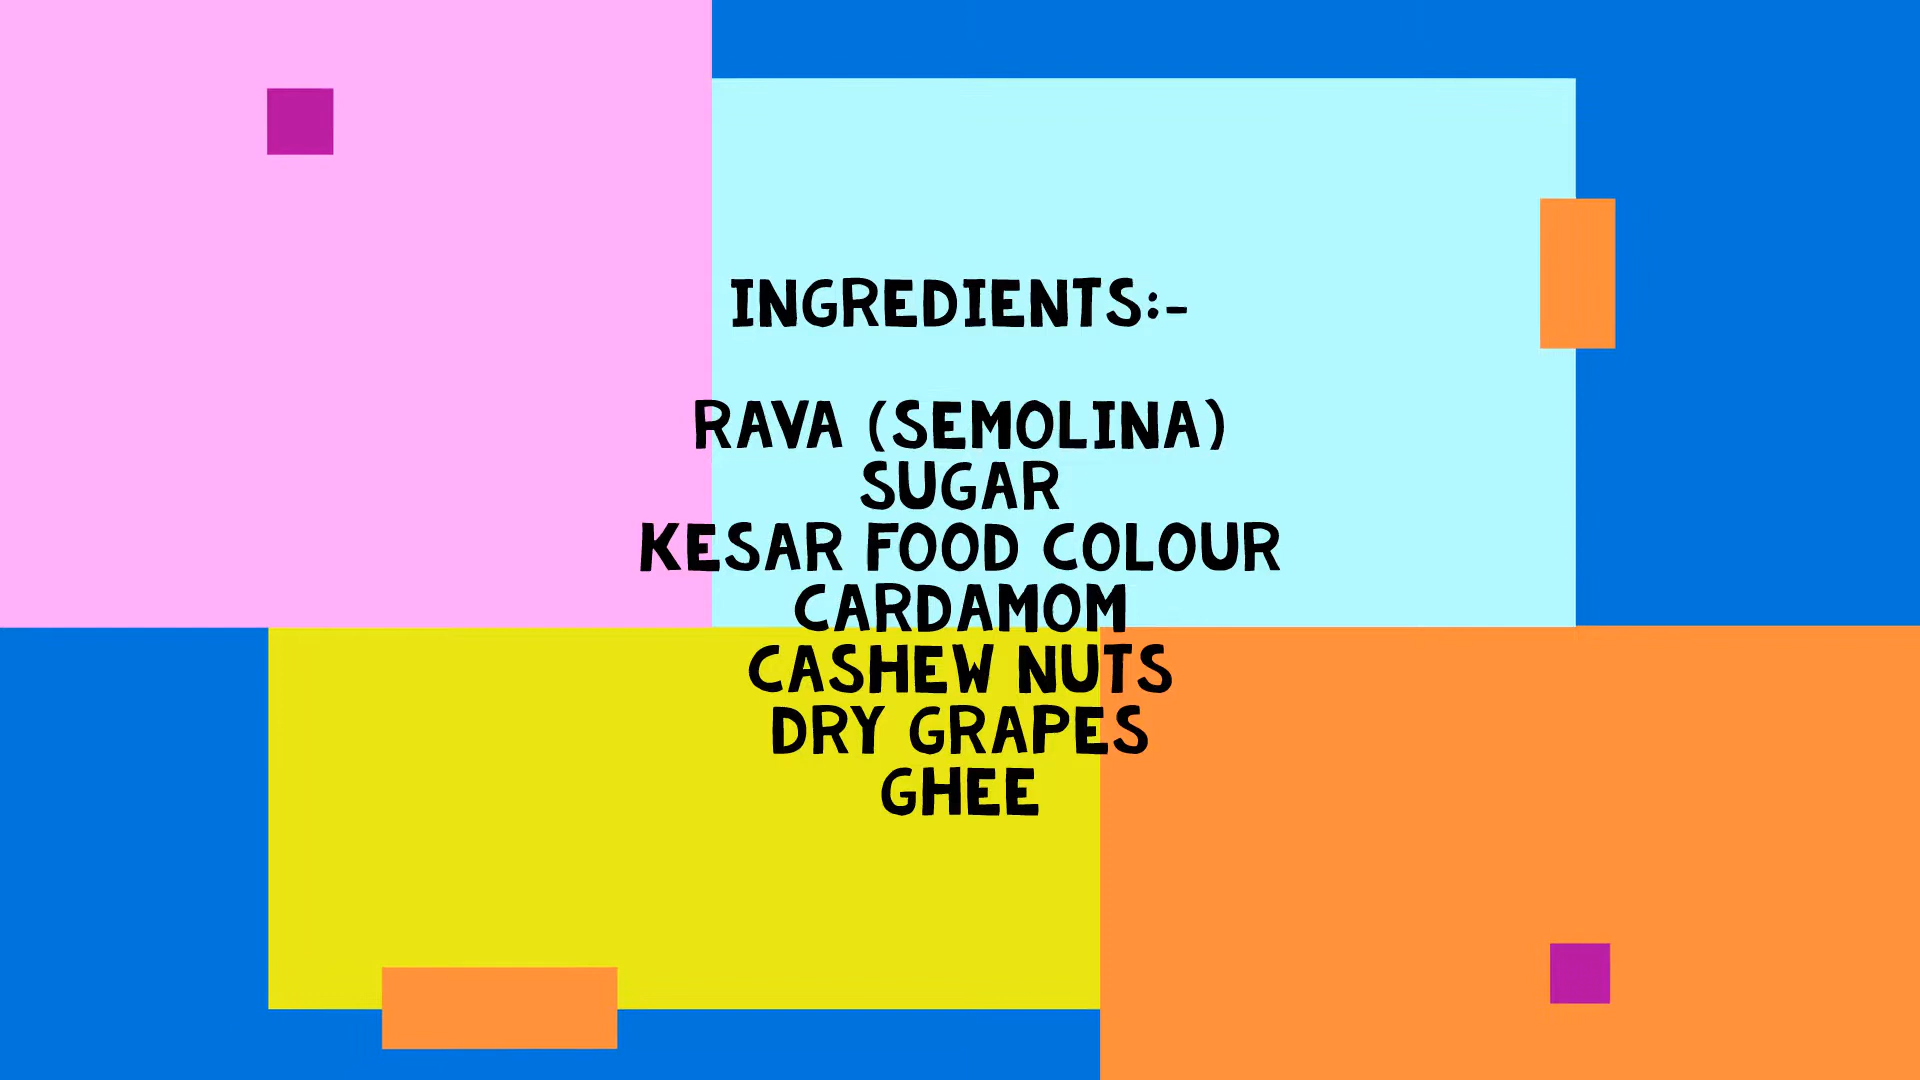 INGREDIENTS:-
RAVA (SEMOLINA)
SUGAR
KESAR FOOD COLOUR
CARDAMOM
CASHEW NUTS
DRY GRAPES
GHEE